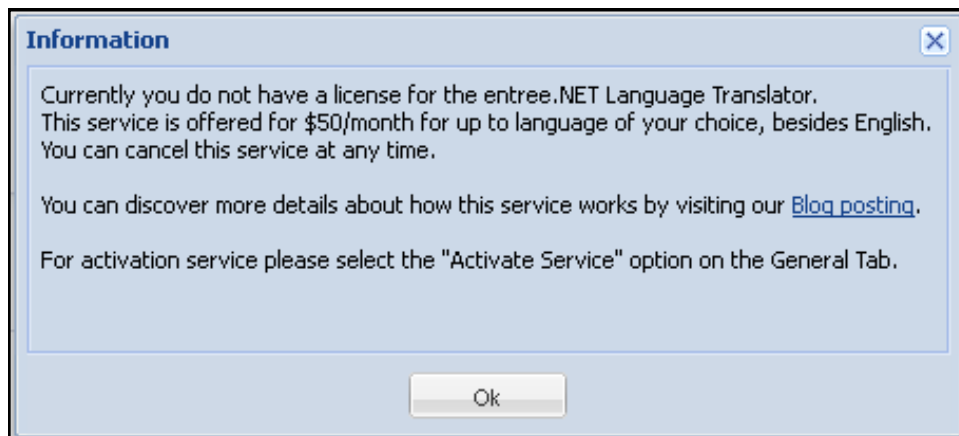 Information
Currently you do not have a license for the entree.NET Language Translator.
This service is offered for $50/month for up to language of your choice, besides English.
You can cancel this service at any time.
You can discover more details about how this service works by visiting our Blog posting.
For activation service please select the "Activate Service" option on the General Tab.
Ok